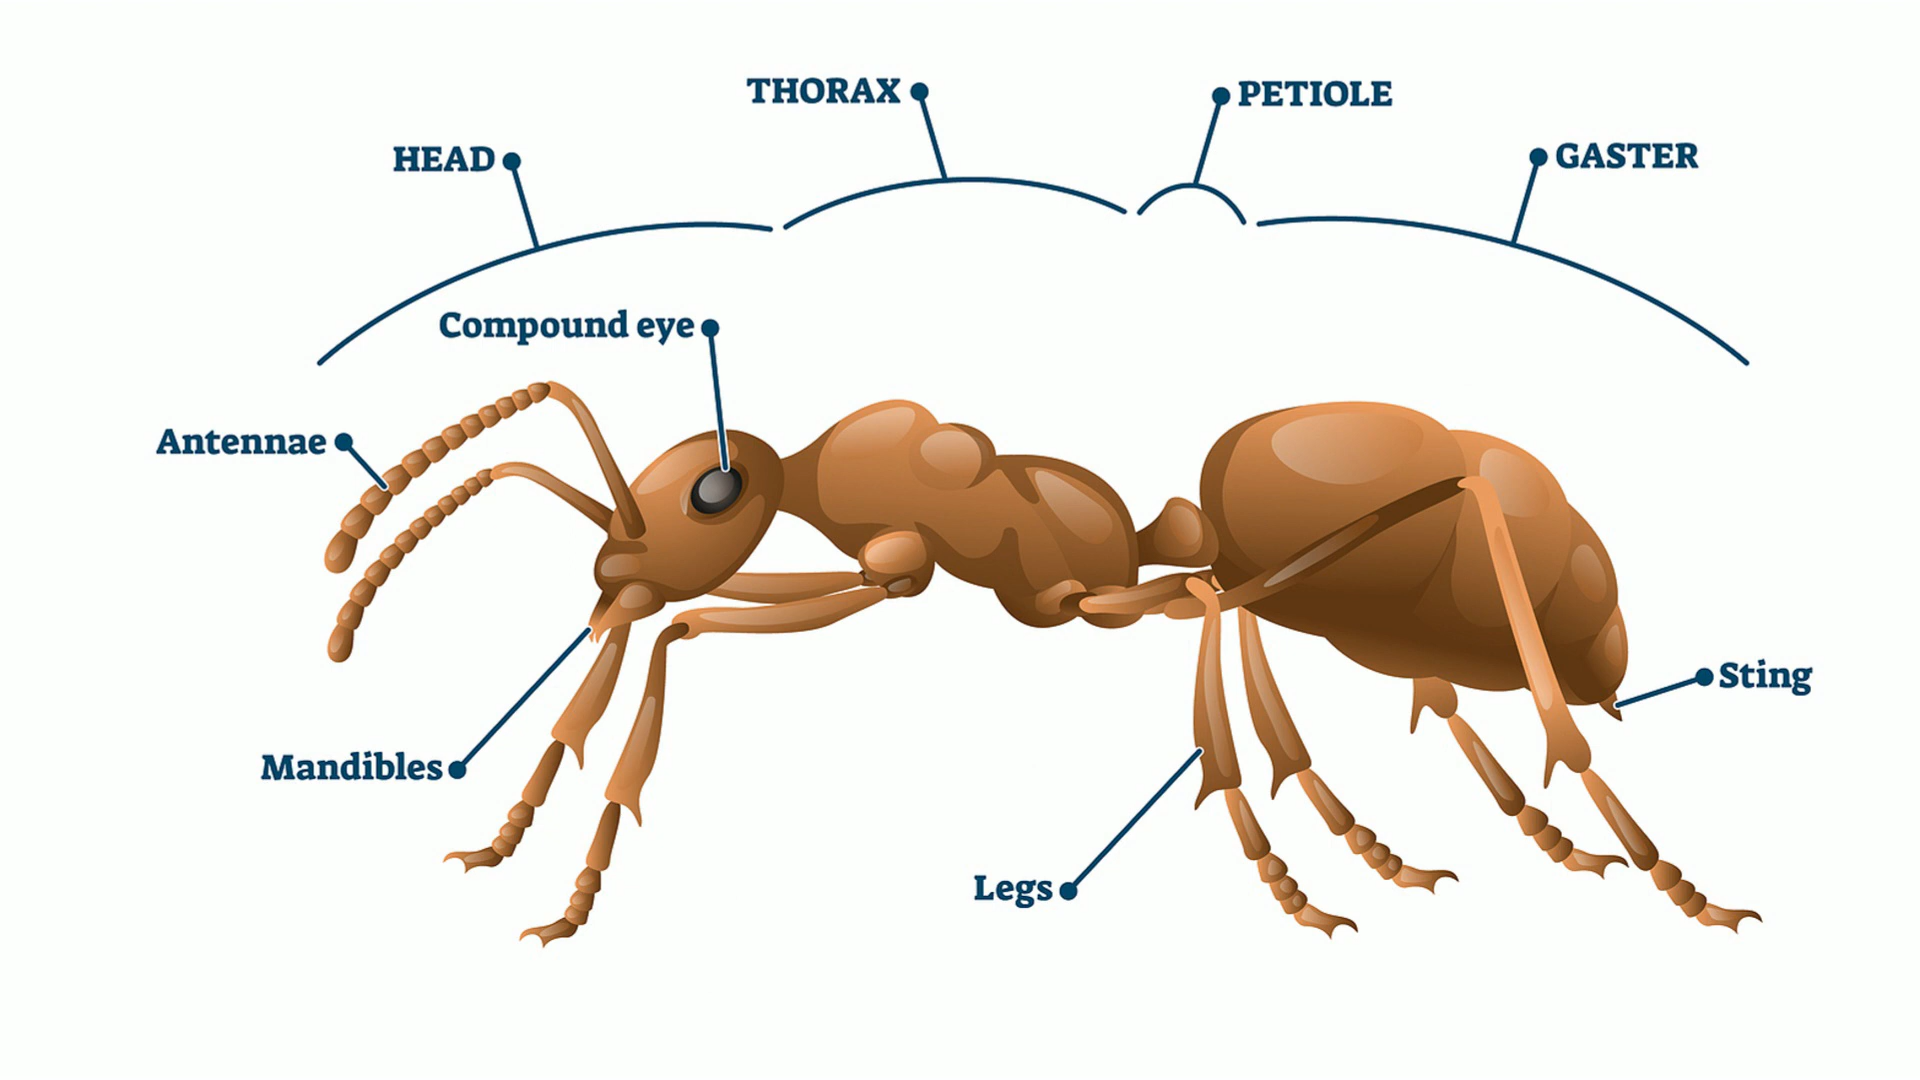 THORAX
PETIOLE
HEAD
GASTER
Compound eye
Antennae
Sting
Mandibles
Legs